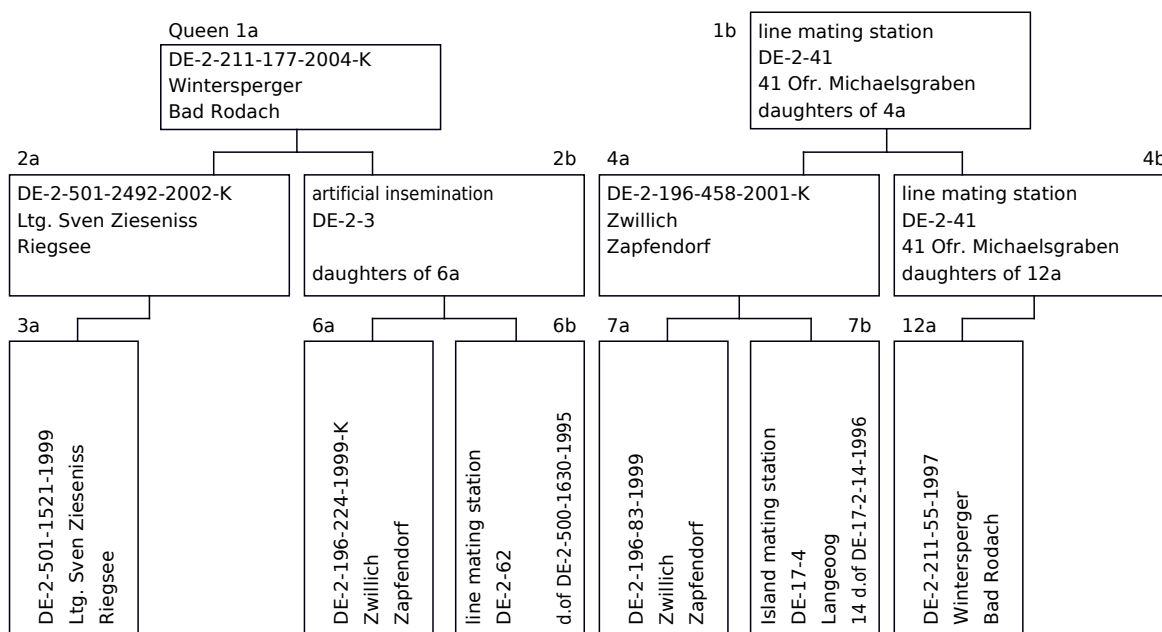 Queen 1a
DE-2-211-177-2004-K
Wintersperger
Bad Rodach
1b
line mating station
DE-2-41
41 Ofr. Michaelsgraben
daughters of 4a
2a
DE-2-501-2492-2002-K
Ltg. Sven Zieseniss
Riegsee
2b
artificial insemination
DE-2-3
daughters of 6a
4a
DE-2-196-458-2001-K
Zwillich
Zapfendorf
4b
line mating station
DE-2-41
41 Ofr. Michaelsgraben
daughters of 12a
3a
DE-2-501-1521-1999
Ltg. Sven Zieseniss
Riegsee
6a
DE-2-196-224-1999-K
Zwillich
Zapfendorf
6b
line mating station
DE-2-62
d.of DE-2-500-1630-1995
7a
DE-2-196-83-1999
Zwillich
Zapfendorf
7b
Island mating station
DE-17-4
Langeoog
14 d.of DE-17-2-14-1996
12a
DE-2-211-55-1997
Wintersperger
Bad Rodach